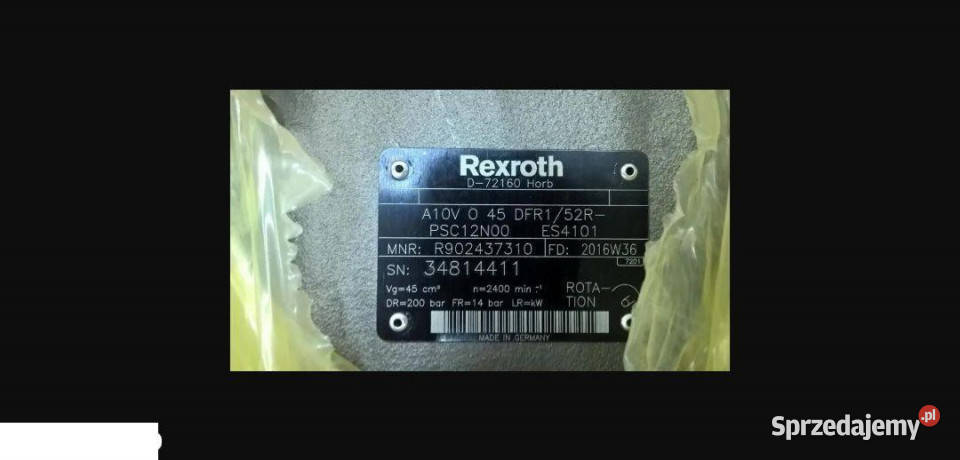 Rexroth
D-72160 Horb
A10V O 45 DFR1/52R-
PSC12N00 ES4101
MNR: R902437310 FD: 2016W36
7201
SN: 34814411
Vg=45 cm³ n=2400 min⁻¹ ROTA-
DR=200 bar FR=14 bar LR=kW TION
MADE IN GERMANY
Sprzedajemy.pl